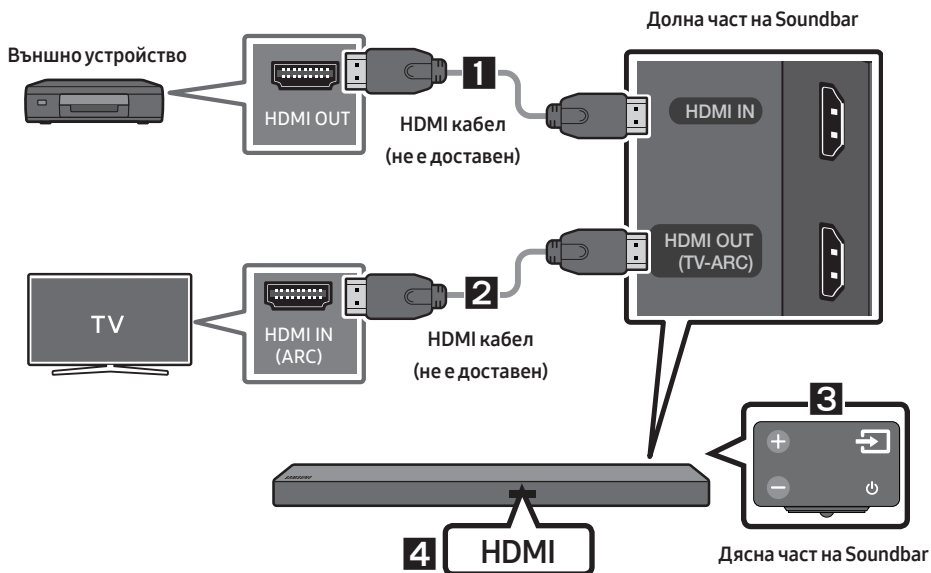 Долна част на Soundbar
Външно устройство
HDMI OUT
1
HDMI кабел
(не е доставен)
HDMI IN
HDMI OUT
(TV-ARC)
TV
HDMI IN
(ARC)
2
HDMI кабел
(не е доставен)
3
+
−
SAMSUNG
4
HDMI
Дясна част на Soundbar